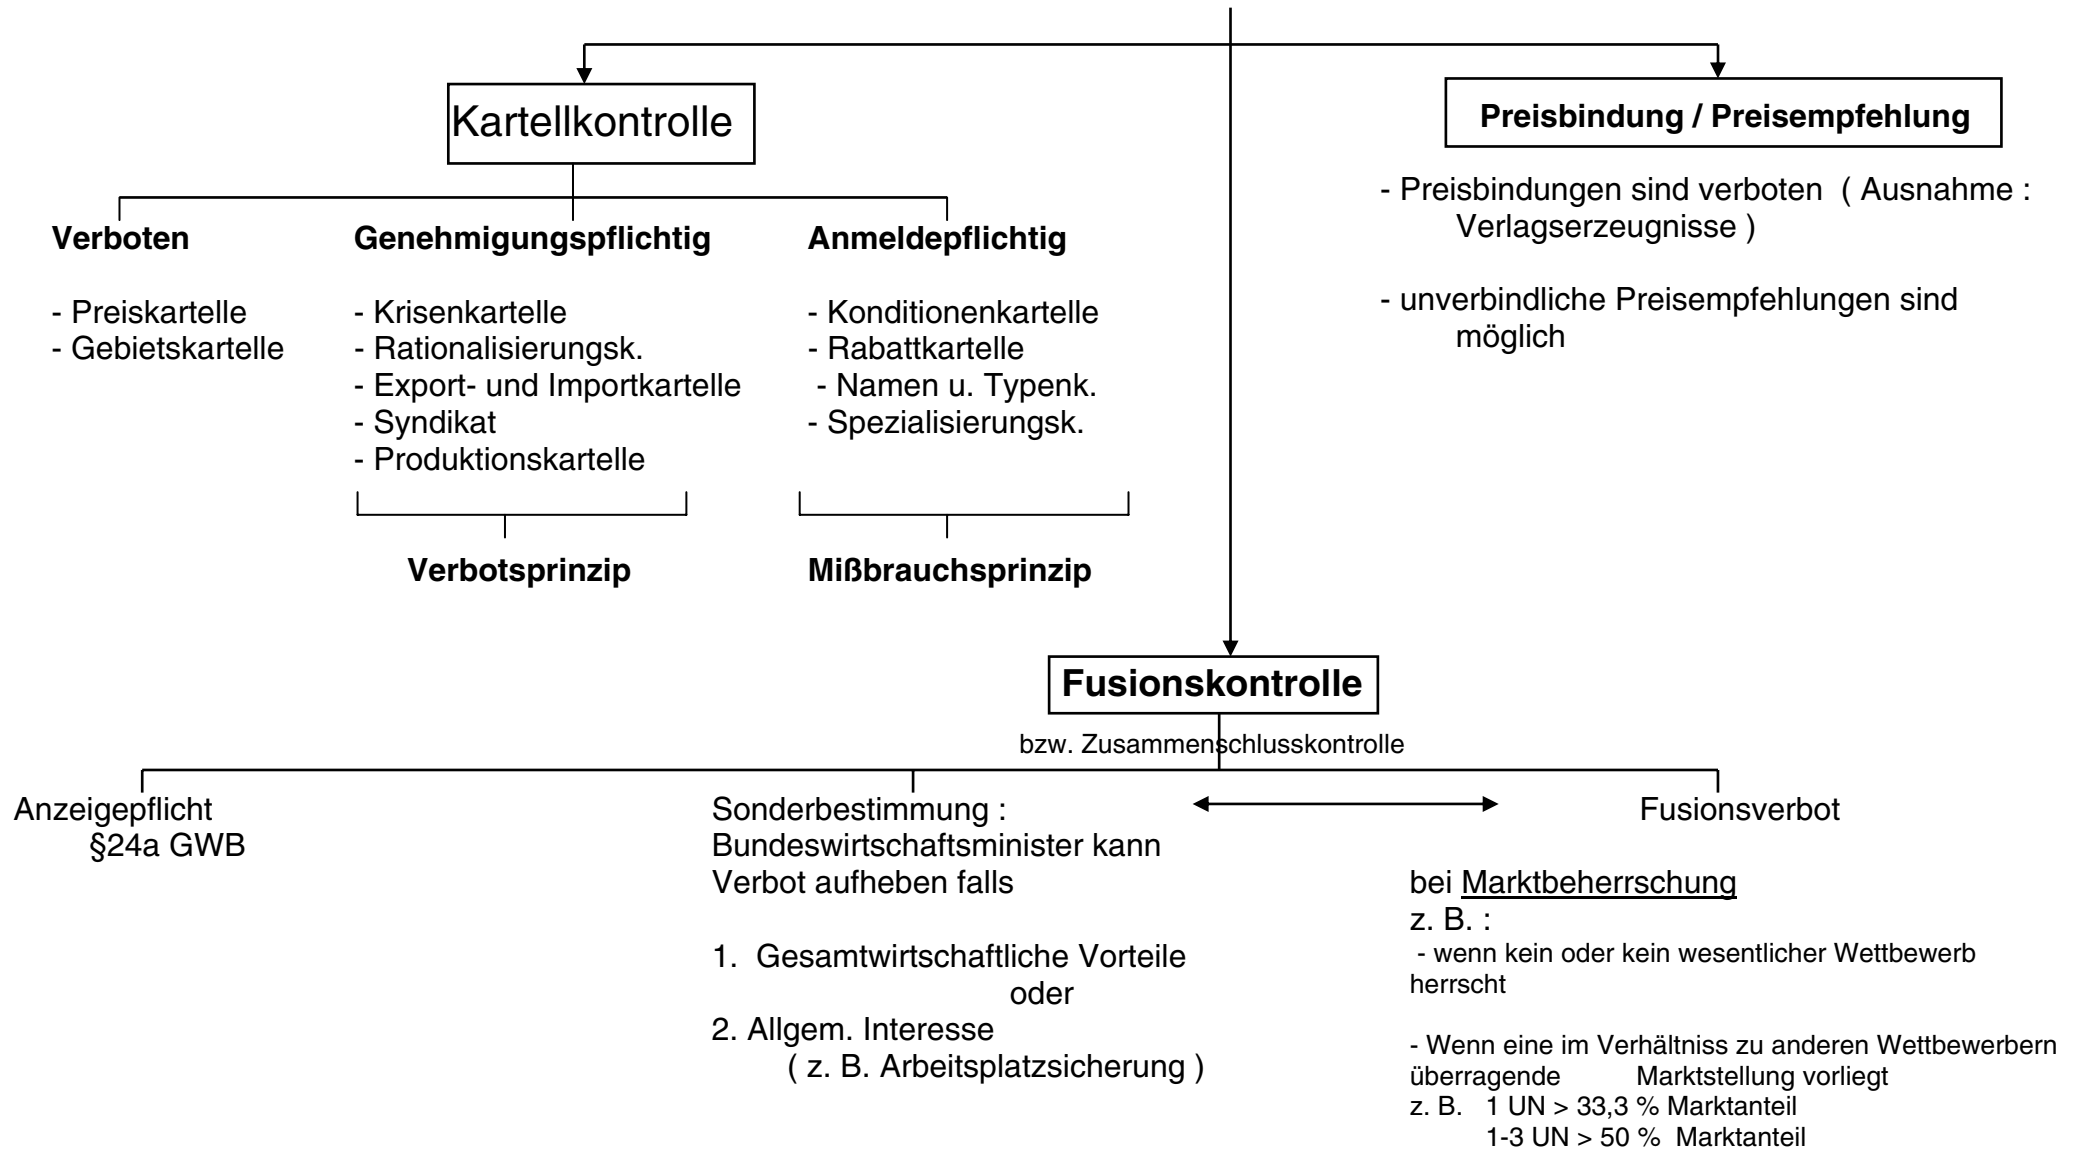 Kartellkontrolle
Verboten
- Preiskartelle
- Gebietskartelle
Genehmigungspflichtig
- Krisenkartelle
- Rationalisierungsk.
- Export- und Importkartelle
- Syndikat
- Produktionskartelle
Verbotsprinzip
Anmeldepflichtig
- Konditionenkartelle
- Rabattkartelle
- Namen u. Typenk.
- Spezialisierungsk.
Mißbrauchsprinzip
Preisbindung / Preisempfehlung
- Preisbindungen sind verboten ( Ausnahme :
Verlagserzeugnisse )
- unverbindliche Preisempfehlungen sind
möglich
Fusionskontrolle
bzw. Zusammenschlusskontrolle
Anzeigepflicht
§24a GWB
Sonderbestimmung :
Bundeswirtschaftsminister kann
Verbot aufheben falls
1. Gesamtwirtschaftliche Vorteile
oder
2. Allgem. Interesse
( z. B. Arbeitsplatzsicherung )
Fusionsverbot
bei Marktbeherrschung
z. B. :
- wenn kein oder kein wesentlicher Wettbewerb
herrscht
- Wenn eine im Verhältniss zu anderen Wettbewerbern
überragende Marktstellung vorliegt
z. B. 1 UN > 33,3 % Marktanteil
1-3 UN > 50 % Marktanteil